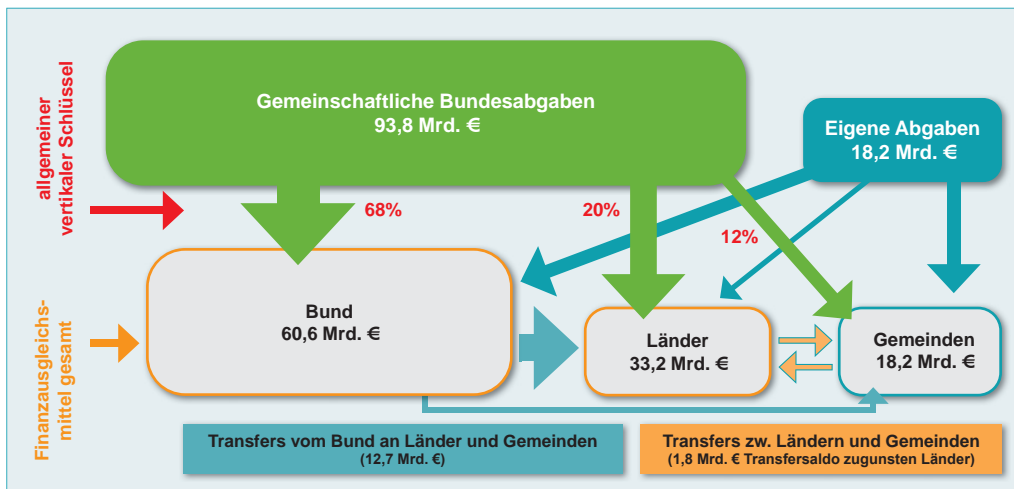 allgemeiner
vertikaler Schlüssel
Gemeinschaftliche Bundesabgaben
93,8 Mrd. €
Eigene Abgaben
18,2 Mrd. €
68%
20%
12%
Finanzausgleichs-
mittel gesamt
Bund
60,6 Mrd. €
Länder
33,2 Mrd. €
Gemeinden
18,2 Mrd. €
Transfers vom Bund an Länder und Gemeinden
(12,7 Mrd. €)
Transfers zw. Ländern und Gemeinden
(1,8 Mrd. € Transfersaldo zugunsten Länder)